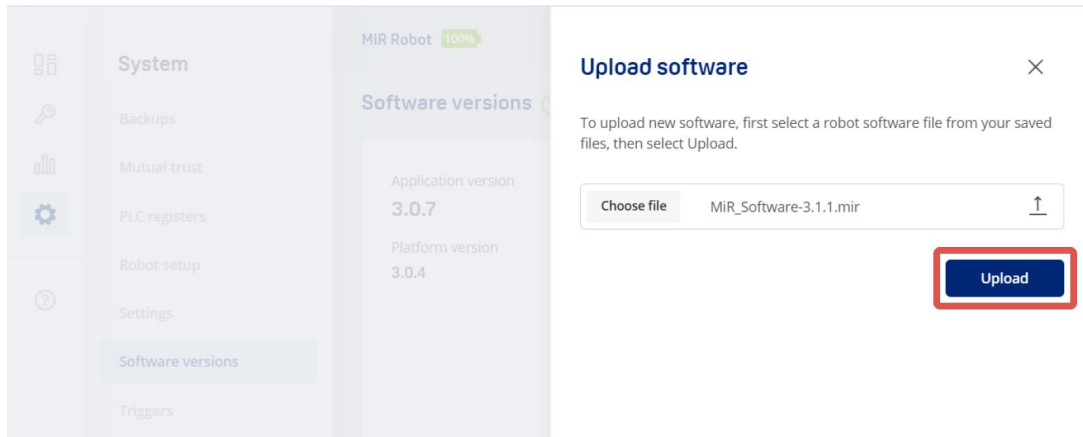 MiR Robot 100%
System
Backups
Mutual trust
PLC registers
Robot setup
Settings
Software versions
Triggers
Software versions
Application version
3.0.7
Platform version
3.0.4
Upload software
To upload new software, first select a robot software file from your saved
files, then select Upload.
Choose file MiR_Software-3.1.1.mir
Upload